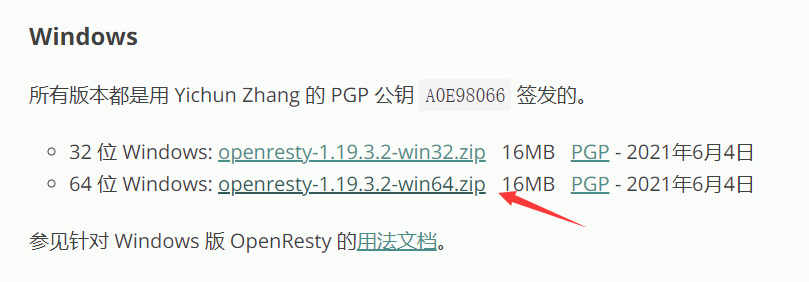 Windows
所有版本都是用 Yichun Zhang 的 PGP 公钥 A0E98066 签发的。
32 位 Windows: openresty-1.19.3.2-win32.zip 16MB PGP - 2021年6月4日
64 位 Windows: openresty-1.19.3.2-win64.zip 16MB PGP - 2021年6月4日
参见针对 Windows 版 OpenResty 的用法文档。